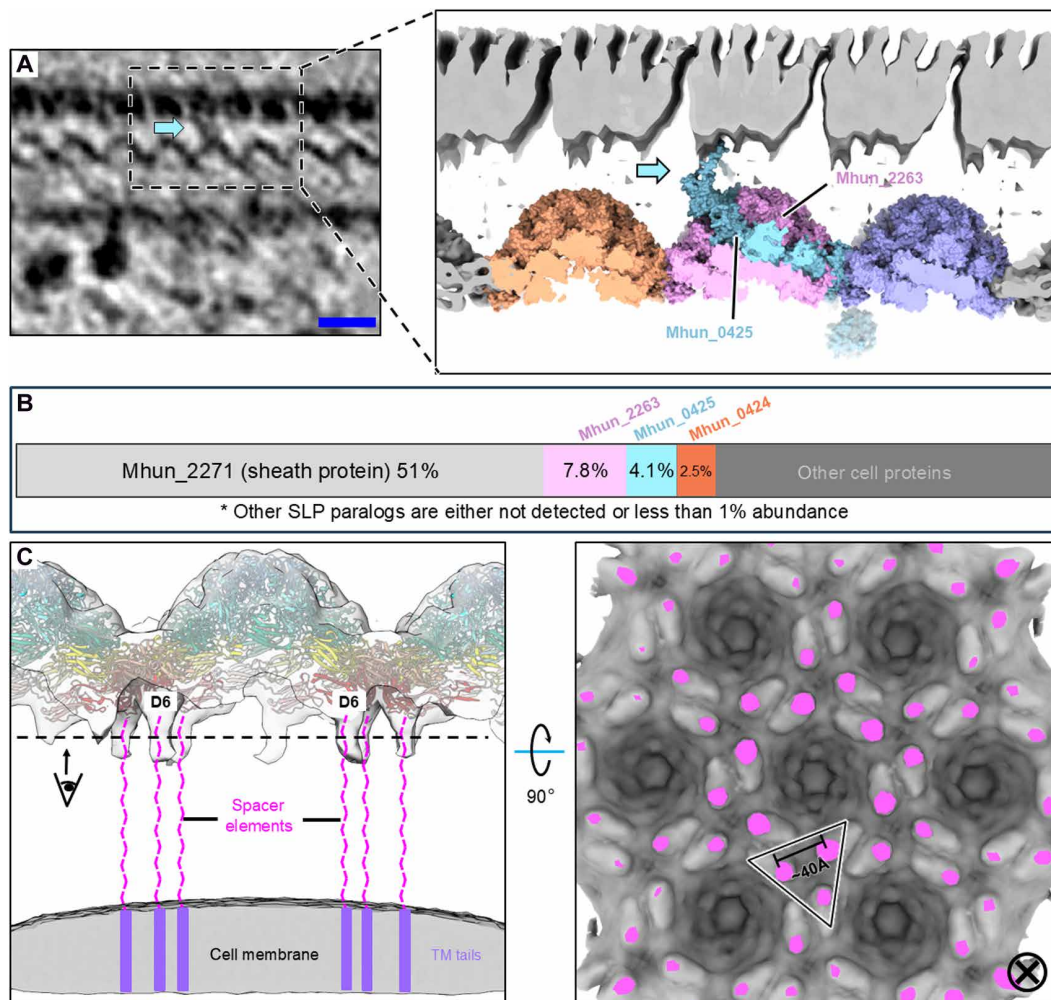 A
Mhun_2263
Mhun_0425
B
Mhun_2263
Mhun_0425
Mhun_0424
Mhun_2271 (sheath protein) 51%
7.8%
4.1%
2.5%
Other cell proteins
* Other SLP paralogs are either not detected or less than 1% abundance
C
D6
D6
Spacer
elements
Cell membrane
TM tails
90°
~40Å